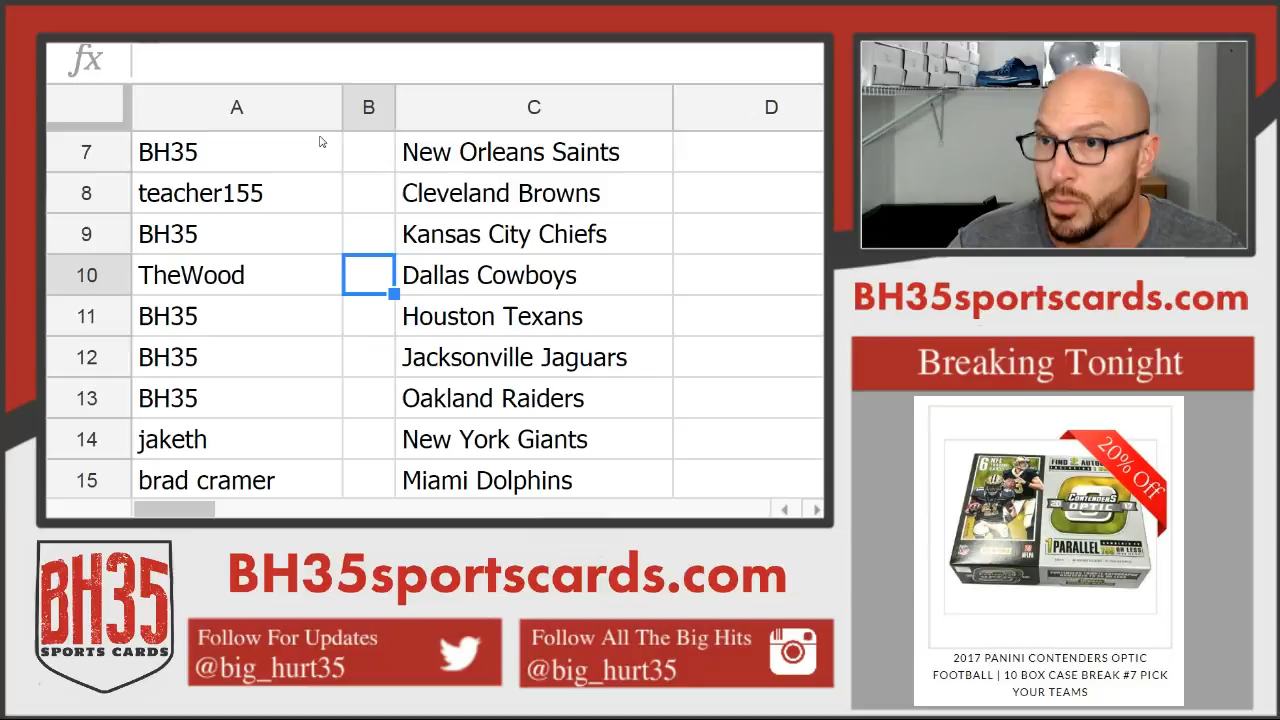 fx
A B C D
7 BH35 New Orleans Saints
8 teacher155 Cleveland Browns
9 BH35 Kansas City Chiefs
10 TheWood Dallas Cowboys
11 BH35 Houston Texans
12 BH35 Jacksonville Jaguars
13 BH35 Oakland Raiders
14 jaketh New York Giants
15 brad cramer Miami Dolphins
BH35sportscards.com
Breaking Tonight
20% Off
CONTENDERS
OPTIC
1 PARALLEL
2017 PANINI CONTENDERS OPTIC
FOOTBALL | 10 BOX CASE BREAK #7 PICK
YOUR TEAMS
BH35
SPORTS CARDS
BH35sportscards.com
Follow For Updates
@big_hurt35
Follow All The Big Hits
@big_hurt35